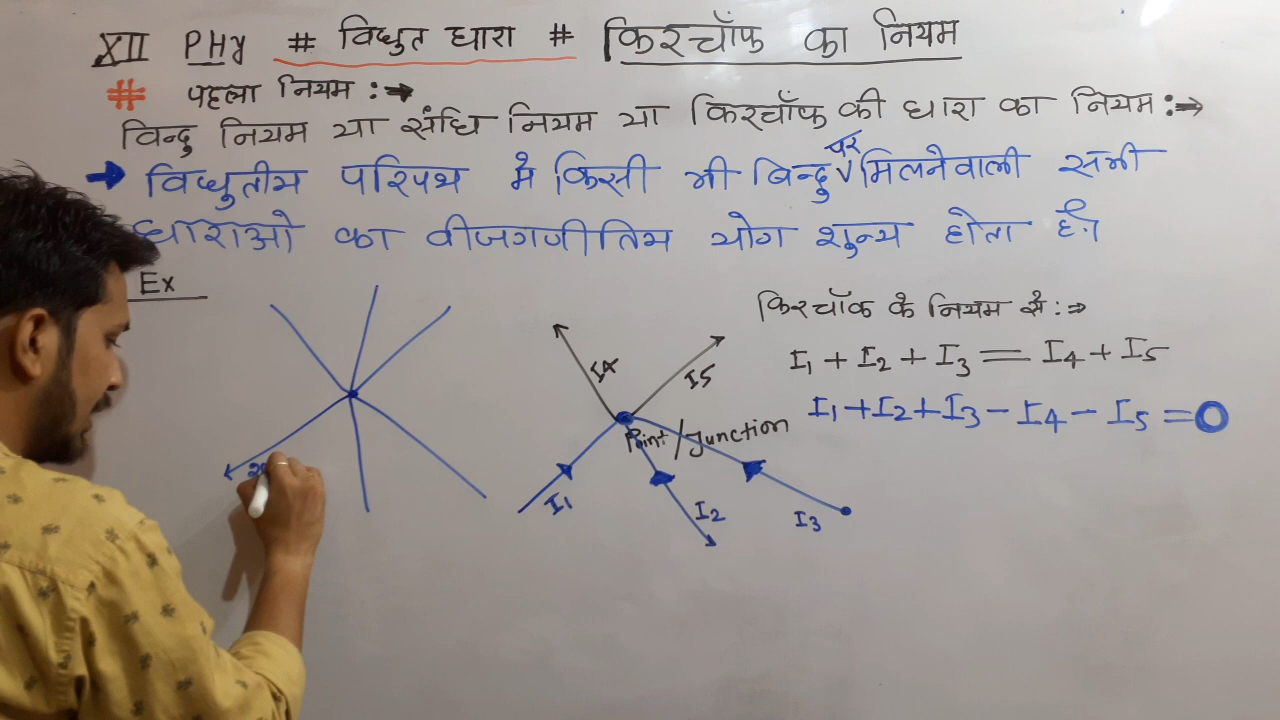 XII PHY # विधुत धारा # किरचॉफ का नियम
# पहला नियम :→
विन्दु नियम या संधि नियम या किरचॉफ की धारा का नियम :→
→ विधुतीय परिपथ मे किसी भी बिन्दु पर मिलनेवाली सभी
धाराओ का वीजगणीतिय योग शुन्य होता है।
Ex
किरचॉफ के नियम से :→
I₁ + I₂ + I₃ = I₄ + I₅
I₁ + I₂ + I₃ - I₄ - I₅ = 0
I4
I5
Point/Junction
I1
I2
I3